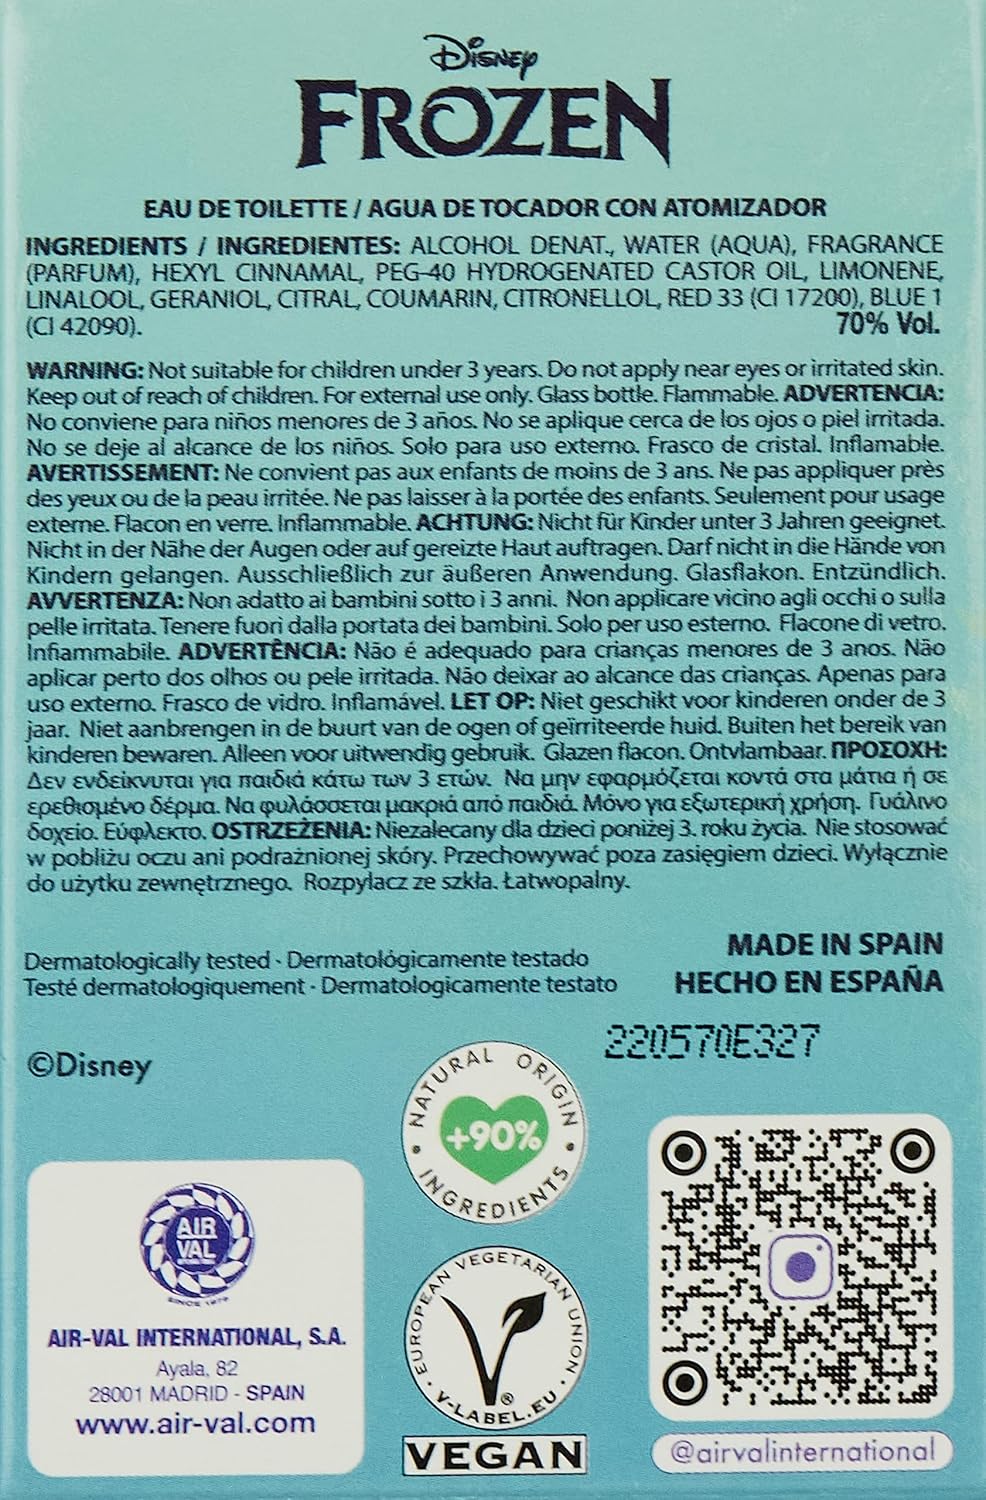 Disney
FROZEN
EAU DE TOILETTE / AGUA DE TOCADOR CON ATOMIZADOR
INGREDIENTS / INGREDIENTES: ALCOHOL DENAT., WATER (AQUA), FRAGRANCE
(PARFUM), HEXYL CINNAMAL, PEG-40 HYDROGENATED CASTOR OIL, LIMONENE,
LINALOOL, GERANIOL, CITRAL, COUMARIN, CITRONELLOL, RED 33 (CI 17200), BLUE 1
(CI 42090). 70% Vol.
WARNING: Not suitable for children under 3 years. Do not apply near eyes or irritated skin.
Keep out of reach of children. For external use only. Glass bottle. Flammable. ADVERTENCIA:
No conviene para niños menores de 3 años. No se aplique cerca de los ojos o piel irritada.
No se deje al alcance de los niños. Solo para uso externo. Frasco de cristal. Inflamable.
AVERTISSEMENT: Ne convient pas aux enfants de moins de 3 ans. Ne pas appliquer près
des yeux ou de la peau irritée. Ne pas laisser à la portée des enfants. Seulement pour usage
externe. Flacon en verre. Inflammable. ACHTUNG: Nicht für Kinder unter 3 Jahren geeignet.
Nicht in der Nähe der Augen oder auf gereizte Haut auftragen. Darf nicht in die Hände von
Kindern gelangen. Ausschließlich zur äußeren Anwendung. Glasflakon. Entzündlich.
AVVERTENZA: Non adatto ai bambini sotto i 3 anni. Non applicare vicino agli occhi o sulla
pelle irritata. Tenere fuori dalla portata dei bambini. Solo per uso esterno. Flacone di vetro.
Infiammabile. ADVERTÊNCIA: Não é adequado para crianças menores de 3 anos. Não
aplicar perto dos olhos ou pele irritada. Não deixar ao alcance das crianças. Apenas para
uso externo. Frasco de vidro. Inflamável. LET OP: Niet geschikt voor kinderen onder de 3
jaar. Niet aanbrengen in de buurt van de ogen of geïrriteerde huid. Buiten het bereik van
kinderen bewaren. Alleen voor uitwendig gebruik. Glazen flacon. Ontvlambaar. ΠΡΟΣΟΧΗ:
Δεν ενδείκνυται για παιδιά κάτω των 3 ετών. Να μην εφαρμόζεται κοντά στα μάτια ή σε
ερεθισμένο δέρμα. Να φυλάσσεται μακριά από παιδιά. Μόνο για εξωτερική χρήση. Γυάλινο
δοχείο. Εύφλεκτο. OSTRZEŻENIA: Niezalecany dla dzieci poniżej 3. roku życia. Nie stosować
w pobliżu oczu ani podrażnionej skóry. Przechowywać poza zasięgiem dzieci. Wyłącznie
do użytku zewnętrznego. Rozpylacz ze szkła. Łatwopalny.
Dermatologically tested · Dermatológicamente testado
Testé dermatologiquement · Dermatologicamente testato
MADE IN SPAIN
HECHO EN ESPAÑA
220570E327
©Disney
NATURAL ORIGIN
+90%
INGREDIENTS
AIR
VAL
SINCE 1979
AIR-VAL INTERNATIONAL, S.A.
Ayala, 82
28001 MADRID - SPAIN
www.air-val.com
EUROPEAN VEGETARIAN UNION
V-LABEL.EU
®
VEGAN
@airvalinternational